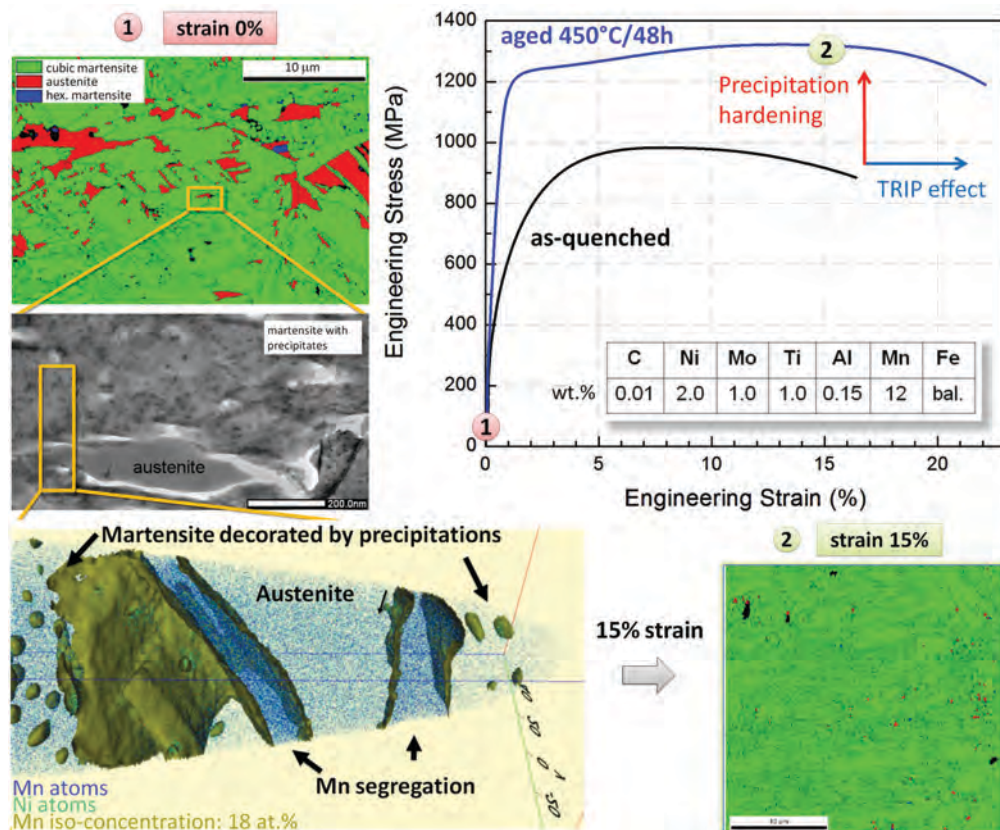 1 strain 0%
cubic martensite
austenite
hex. martensite
10 µm
martensite with
precipitates
austenite
200.0nm
Engineering Stress (MPa)
1400
1200
1000
800
600
400
200
0
aged 450°C/48h
2
Precipitation
hardening
TRIP effect
as-quenched
C Ni Mo Ti Al Mn Fe
wt.% 0.01 2.0 1.0 1.0 0.15 12 bal.
1
0 5 10 15 20
Engineering Strain (%)
Martensite decorated by precipitations
Austenite
Mn segregation
Mn atoms
Ni atoms
Mn iso-concentration: 18 at.%
50
0
15% strain
2 strain 15%